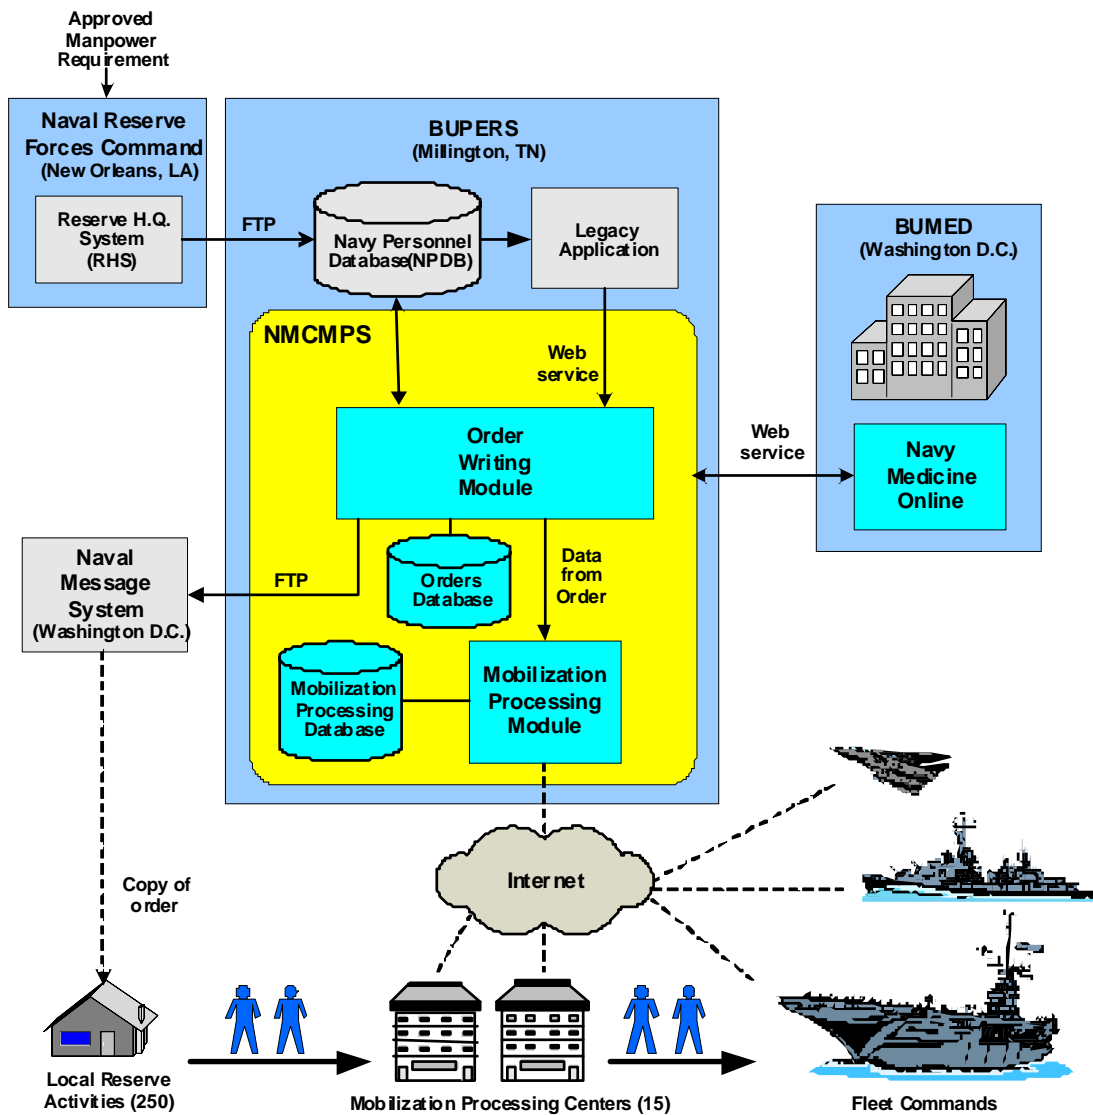 Approved
Manpower
Requirement
Naval Reserve
Forces Command
(New Orleans, LA)
Reserve H.Q.
System
(RHS)
FTP
BUPERS
(Millington, TN)
Navy Personnel
Database(NPDB)
Legacy
Application
BUMED
(Washington D.C.)
NMCMPS
Web
service
Order
Writing
Module
Web
service
Navy
Medicine
Online
Naval
Message
System
(Washington D.C.)
FTP
Orders
Database
Data
from
Order
Mobilization
Processing
Database
Mobilization
Processing
Module
Internet
Copy of
order
Local Reserve
Activities (250)
Mobilization Processing Centers (15)
Fleet Commands